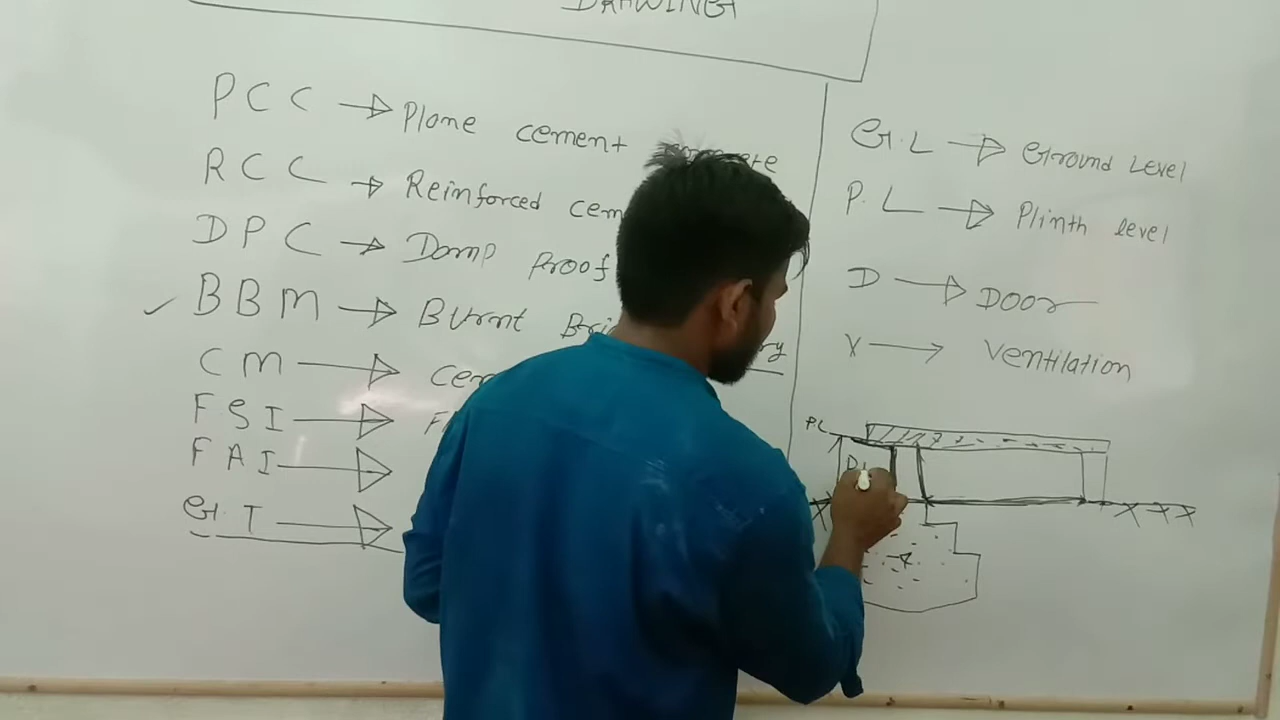 DRAWING
PCC → Plane cement
RCC → Reinforced cem
DPC → Damp Proof
BBM → Burnt Bri
CM → Cem
FSI →
FAI →
G.T →
G.L → Ground Level
P.L → Plinth level
D → Door
V → Ventilation
PL